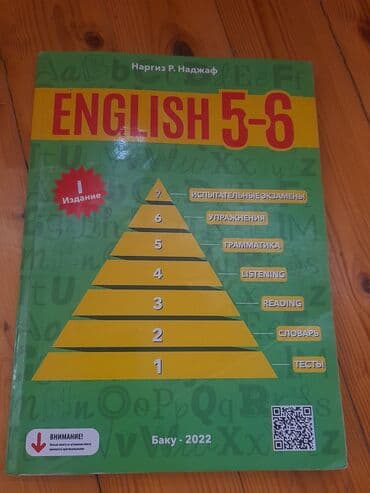 Наргиз Р. Наджаф
ENGLISH 5-6
I
Издание
7 ИСПЫТАТЕЛЬНЫЕ ЭКЗАМЕНЫ
6 УПРАЖНЕНИЯ
5 ГРАММАТИКА
4 LISTENING
3 READING
2 СЛОВАРЬ
1 ТЕСТЫ
ВНИМАНИЕ!
Баку - 2022